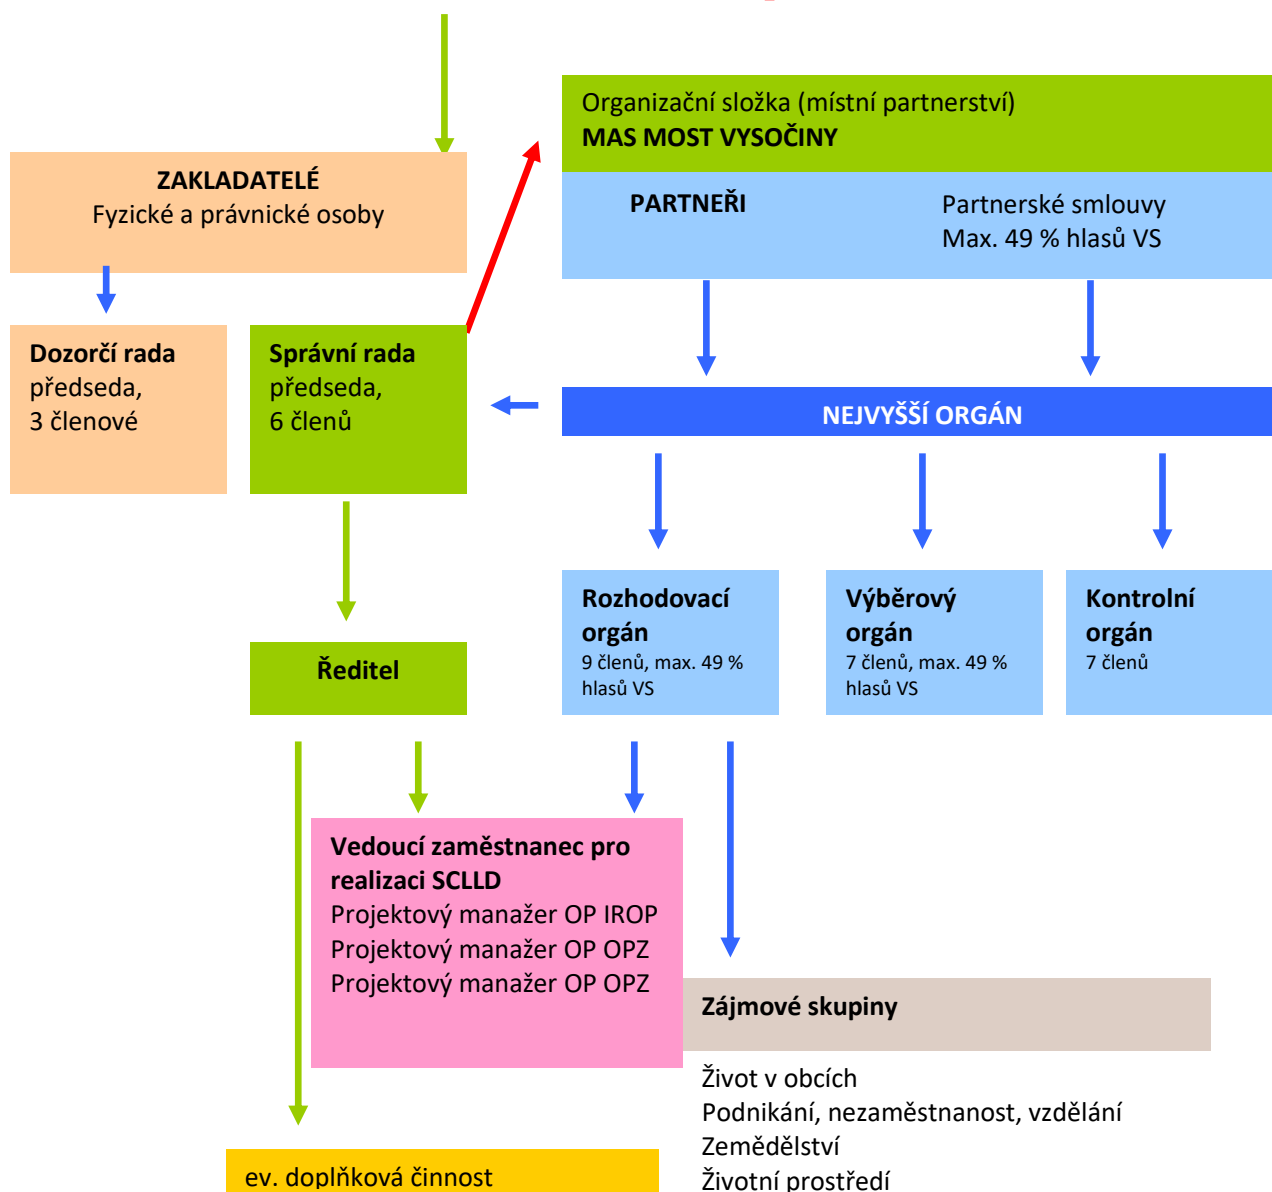 Organizační složka (místní partnerství)
MAS MOST VYSOČINY
ZAKLADATELÉ
Fyzické a právnické osoby
PARTNEŘI
Partnerské smlouvy
Max. 49 % hlasů VS
Dozorčí rada
předseda,
3 členové
Správní rada
předseda,
6 členů
NEJVYŠŠÍ ORGÁN
Rozhodovací
orgán
9 členů, max. 49 %
hlasů VS
Výběrový
orgán
7 členů, max. 49 %
hlasů VS
Kontrolní
orgán
7 členů
Ředitel
Vedoucí zaměstnanec pro
realizaci SCLLD
Projektový manažer OP IROP
Projektový manažer OP OPZ
Projektový manažer OP OPZ
Zájmové skupiny
Život v obcích
Podnikání, nezaměstnanost, vzdělání
Zemědělství
Životní prostředí
ev. doplňková činnost